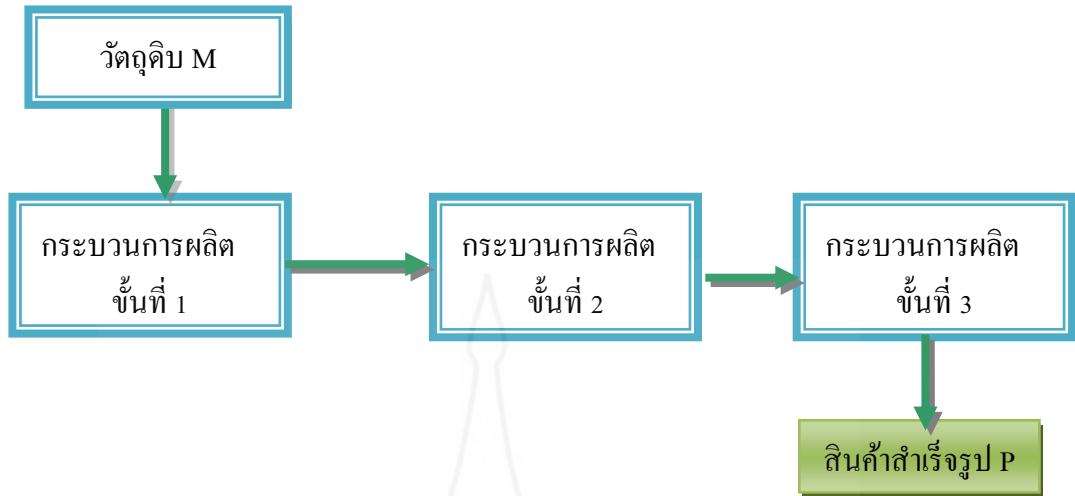 วัตถุดิบ M
กระบวนการผลิต
ขั้นที่ 1
กระบวนการผลิต
ขั้นที่ 2
กระบวนการผลิต
ขั้นที่ 3
สินค้าสำเร็จรูป P